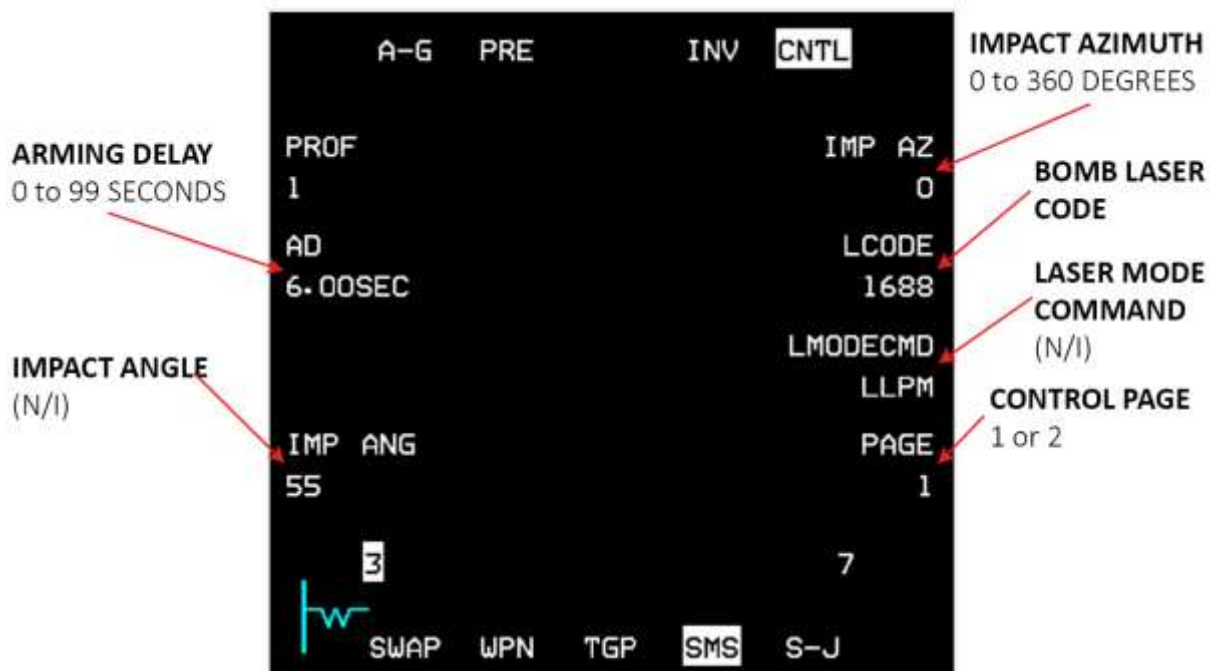 A-G PRE INV CNTL
IMPACT AZIMUTH
0 to 360 DEGREES
ARMING DELAY
0 to 99 SECONDS
PROF
1
IMP AZ
0
BOMB LASER
CODE
AD
6.00SEC
LCODE
1688
LASER MODE
COMMAND
(N/I)
LMODECMD
LLPM
IMPACT ANGLE
(N/I)
CONTROL PAGE
1 or 2
IMP ANG
55
PAGE
1
3 7
SWAP WPN TGP SMS S-J